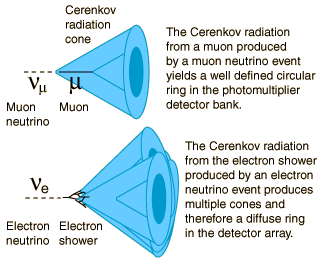 Cerenkov
radiation
cone
νμ
μ
Muon
neutrino
Muon
The Cerenkov radiation
from a muon produced
by a muon neutrino event
yields a well defined circular
ring in the photomultiplier
detector bank.
νe
Electron
neutrino
Electron
shower
The Cerenkov radiation
from the electron shower
produced by an electron
neutrino event produces
multiple cones and
therefore a diffuse ring
in the detector array.